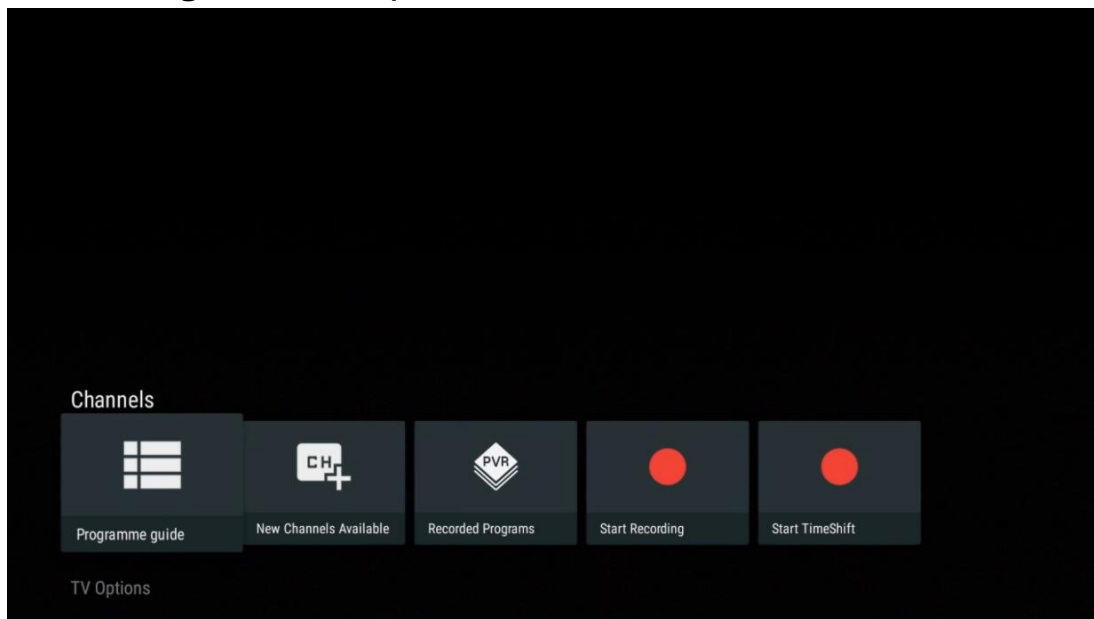 Channels
CH+
PVR
Programme guide
New Channels Available
Recorded Programs
Start Recording
Start TimeShift
TV Options